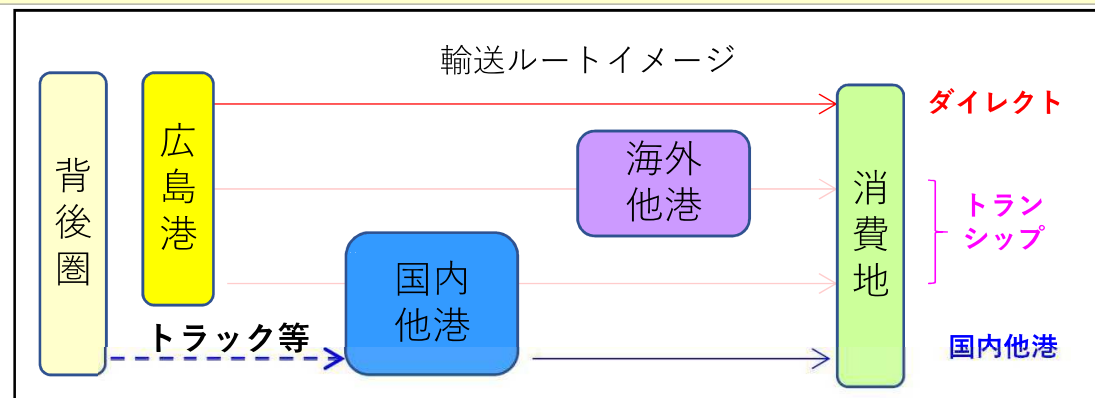 輸送ルートイメージ
背後圏
広島港
海外
他港
国内
他港
消費地
ダイレクト
トラン
シップ
トラック等
国内他港